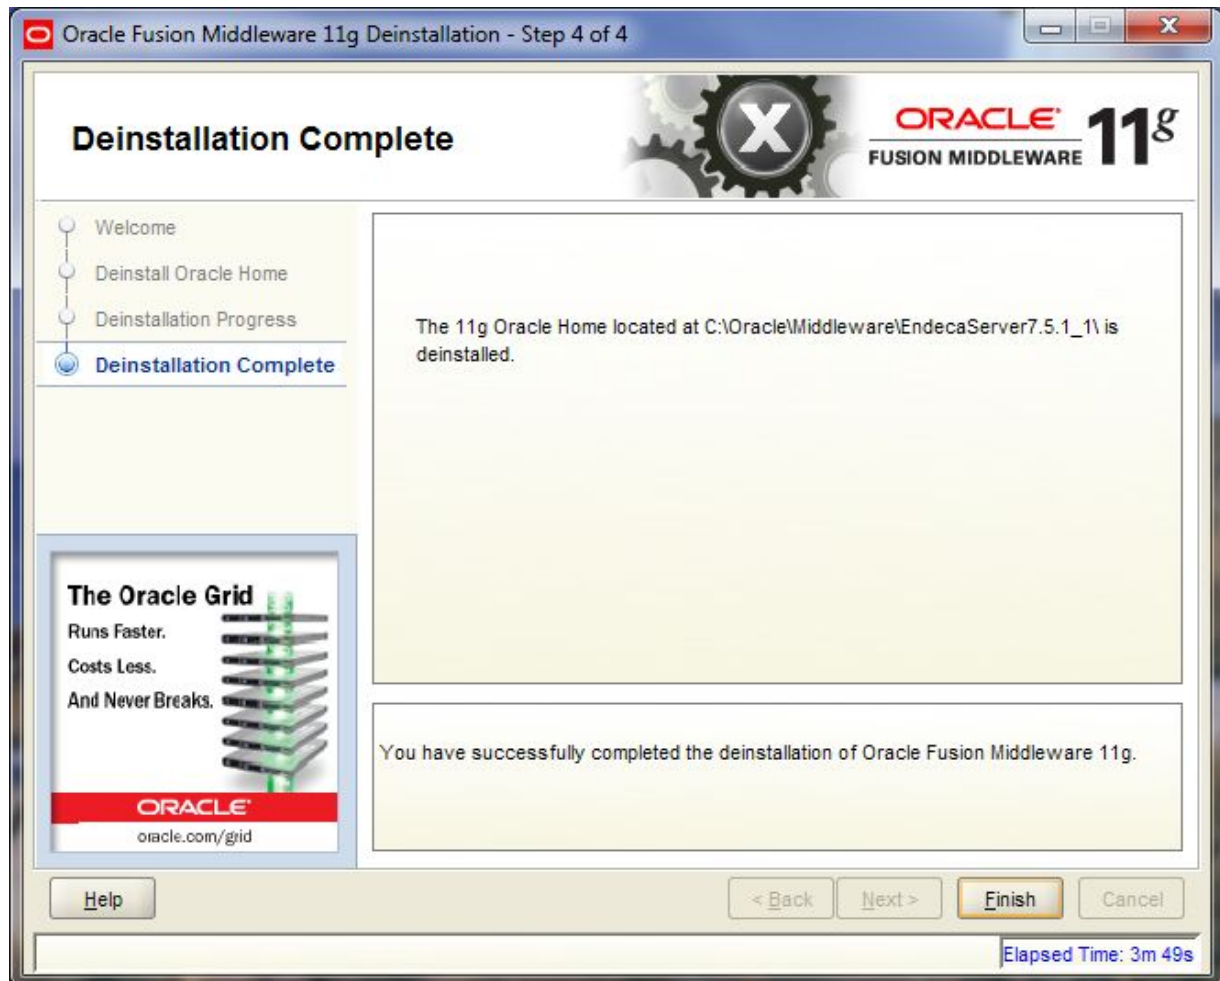 Oracle Fusion Middleware 11g Deinstallation - Step 4 of 4
Deinstallation Complete
ORACLE
FUSION MIDDLEWARE
11g
Welcome
Deinstall Oracle Home
Deinstallation Progress
Deinstallation Complete
The 11g Oracle Home located at C:\Oracle\Middleware\EndecaServer7.5.1_1\ is
deinstalled.
The Oracle Grid
Runs Faster.
Costs Less.
And Never Breaks.
ORACLE
oracle.com/grid
You have successfully completed the deinstallation of Oracle Fusion Middleware 11g.
Help
< Back
Next >
Finish
Cancel
Elapsed Time: 3m 49s